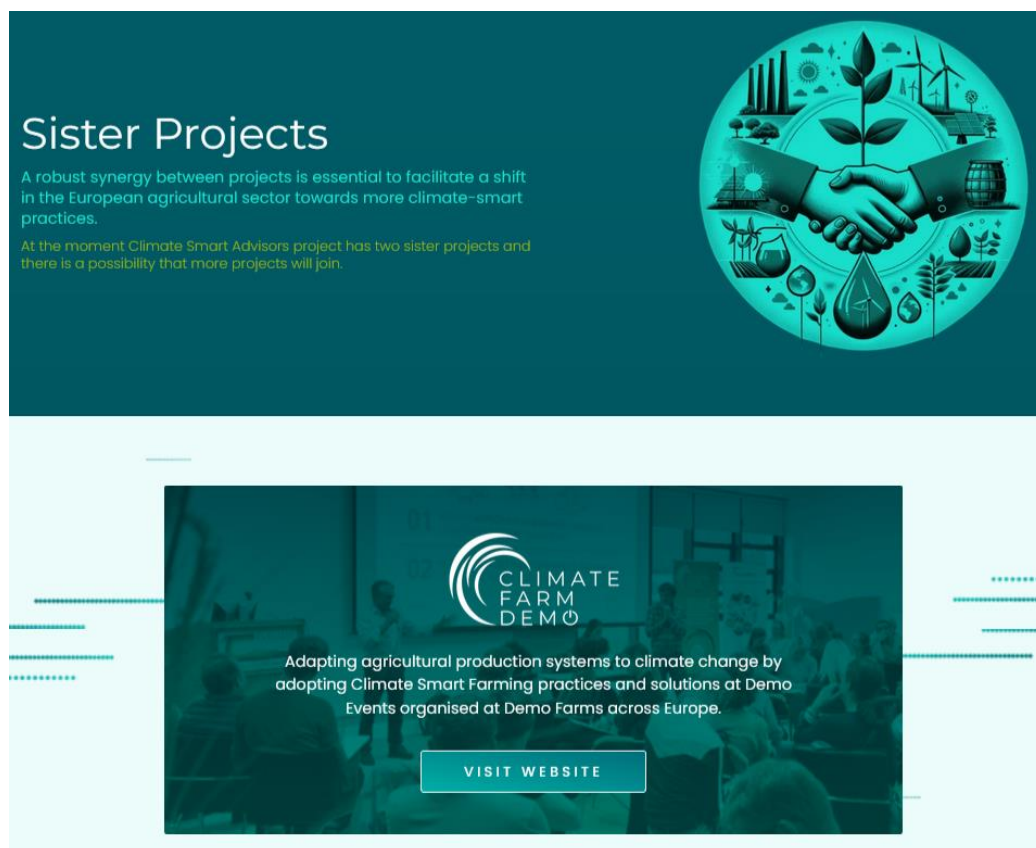 Sister Projects
A robust synergy between projects is essential to facilitate a shift
in the European agricultural sector towards more climate-smart
practices.
At the moment Climate Smart Advisors project has two sister projects and
there is a possibility that more projects will join.
01
02
CLIMATE
FARM
DEMO
Adapting agricultural production systems to climate change by
adopting Climate Smart Farming practices and solutions at Demo
Events organised at Demo Farms across Europe.
VISIT WEBSITE